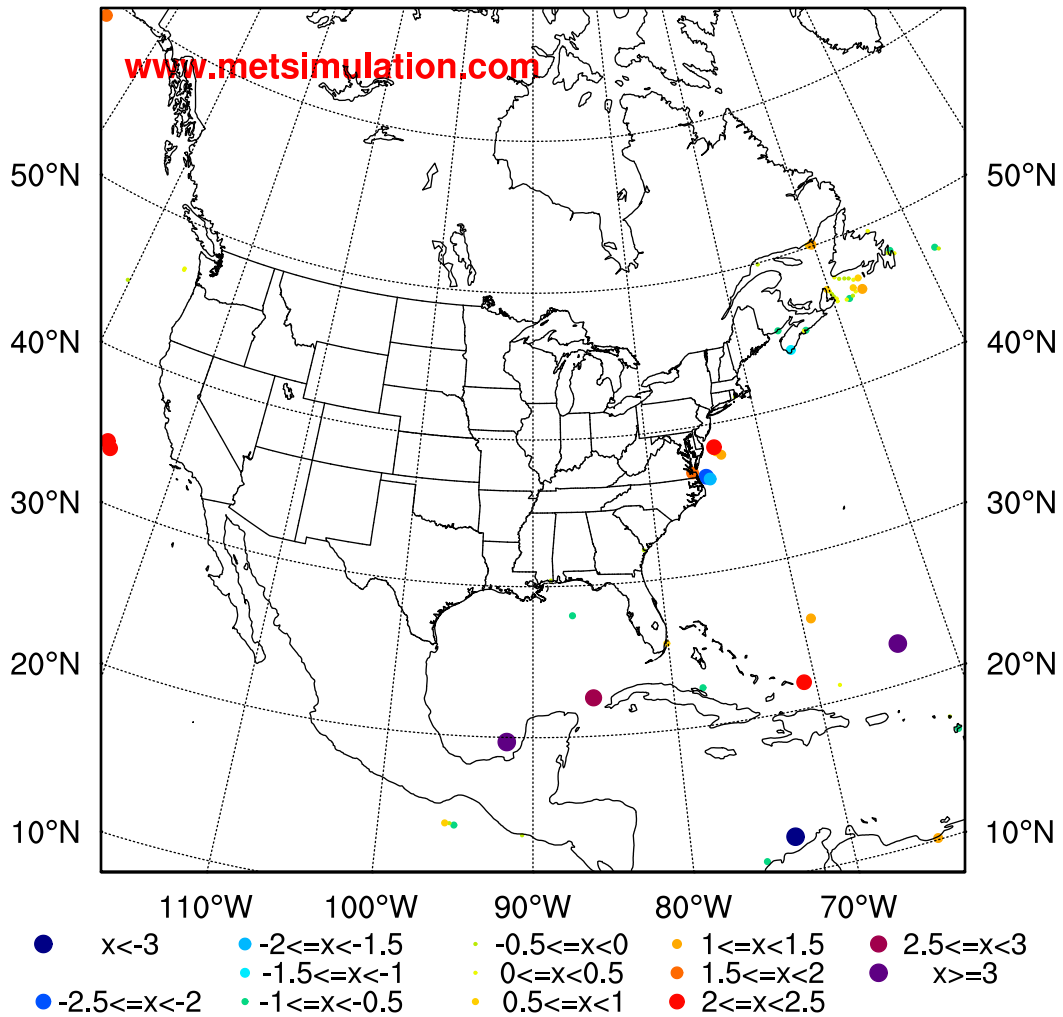 www.metsimulation.com
50°N 50°N
40°N 40°N
30°N 30°N
20°N 20°N
10°N 10°N
110°W 100°W 90°W 80°W 70°W
x<-3 -2<=x<-1.5 -0.5<=x<0 1<=x<1.5 2.5<=x<3
-1.5<=x<-1 0<=x<0.5 1.5<=x<2 x>=3
-2.5<=x<-2 -1<=x<-0.5 0.5<=x<1 2<=x<2.5